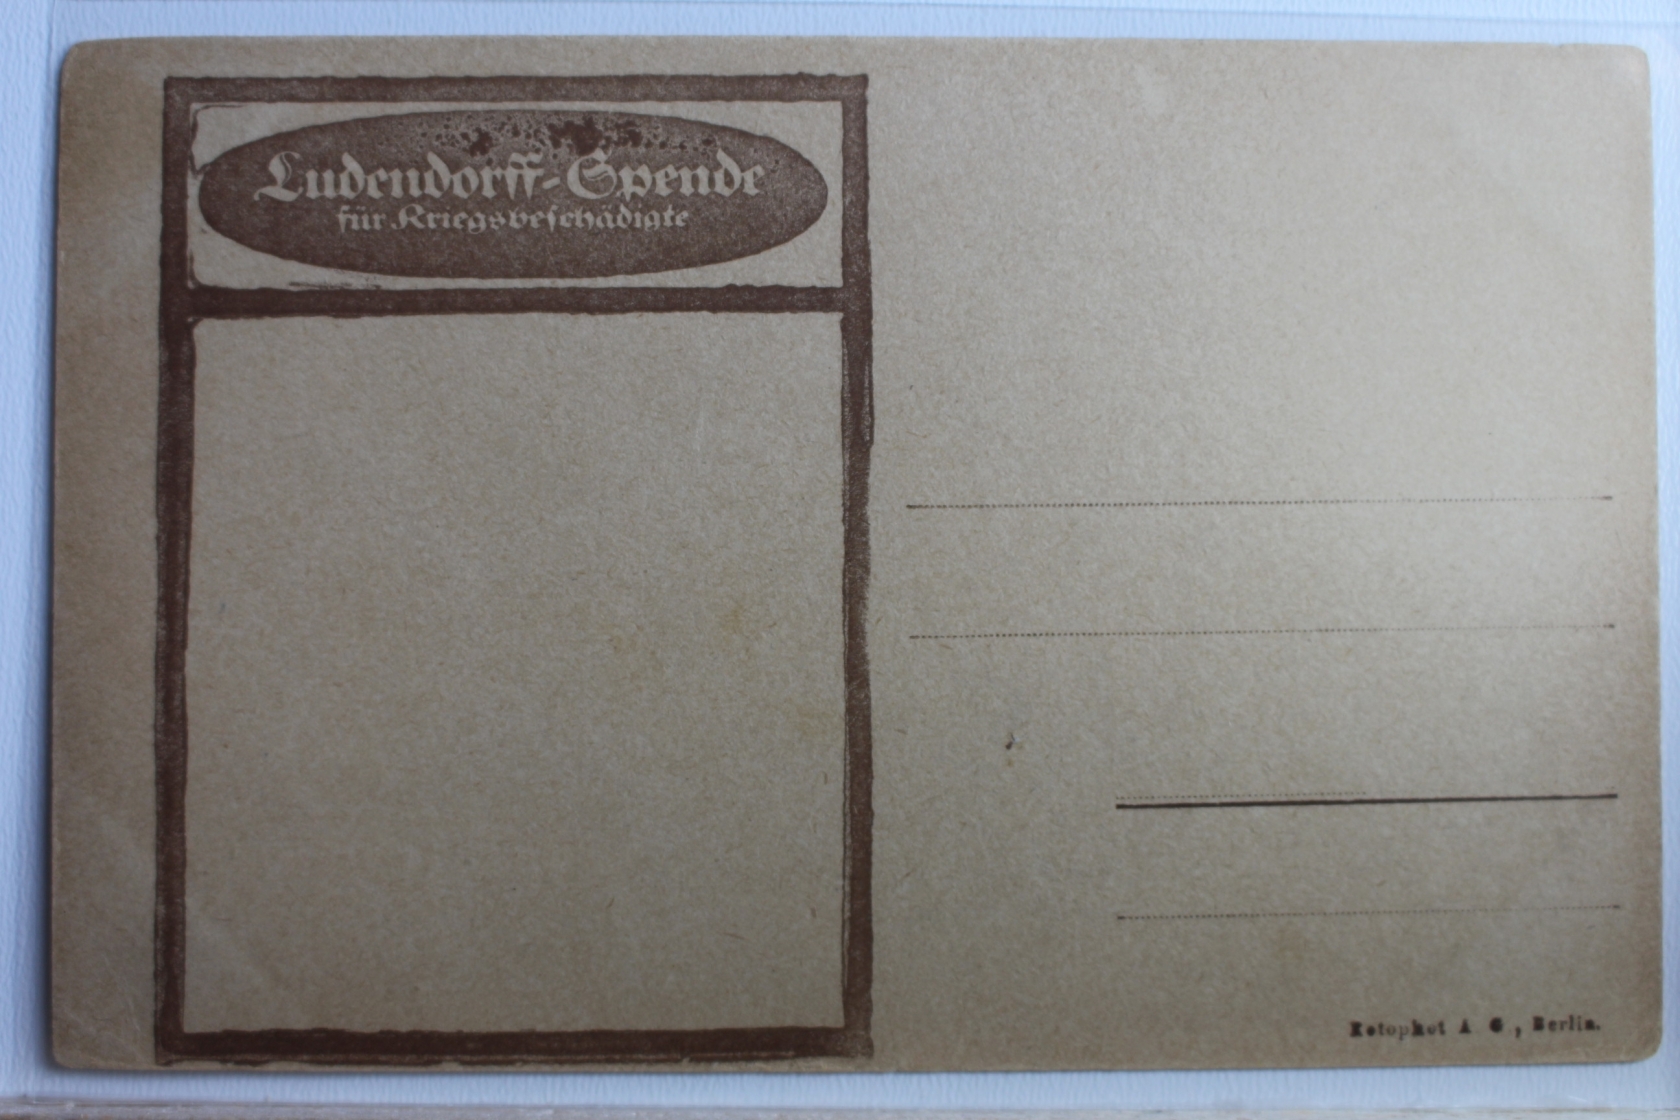 Ludendorff-Spende
für Kriegsbeschädigte
Rotophot A G, Berlin.